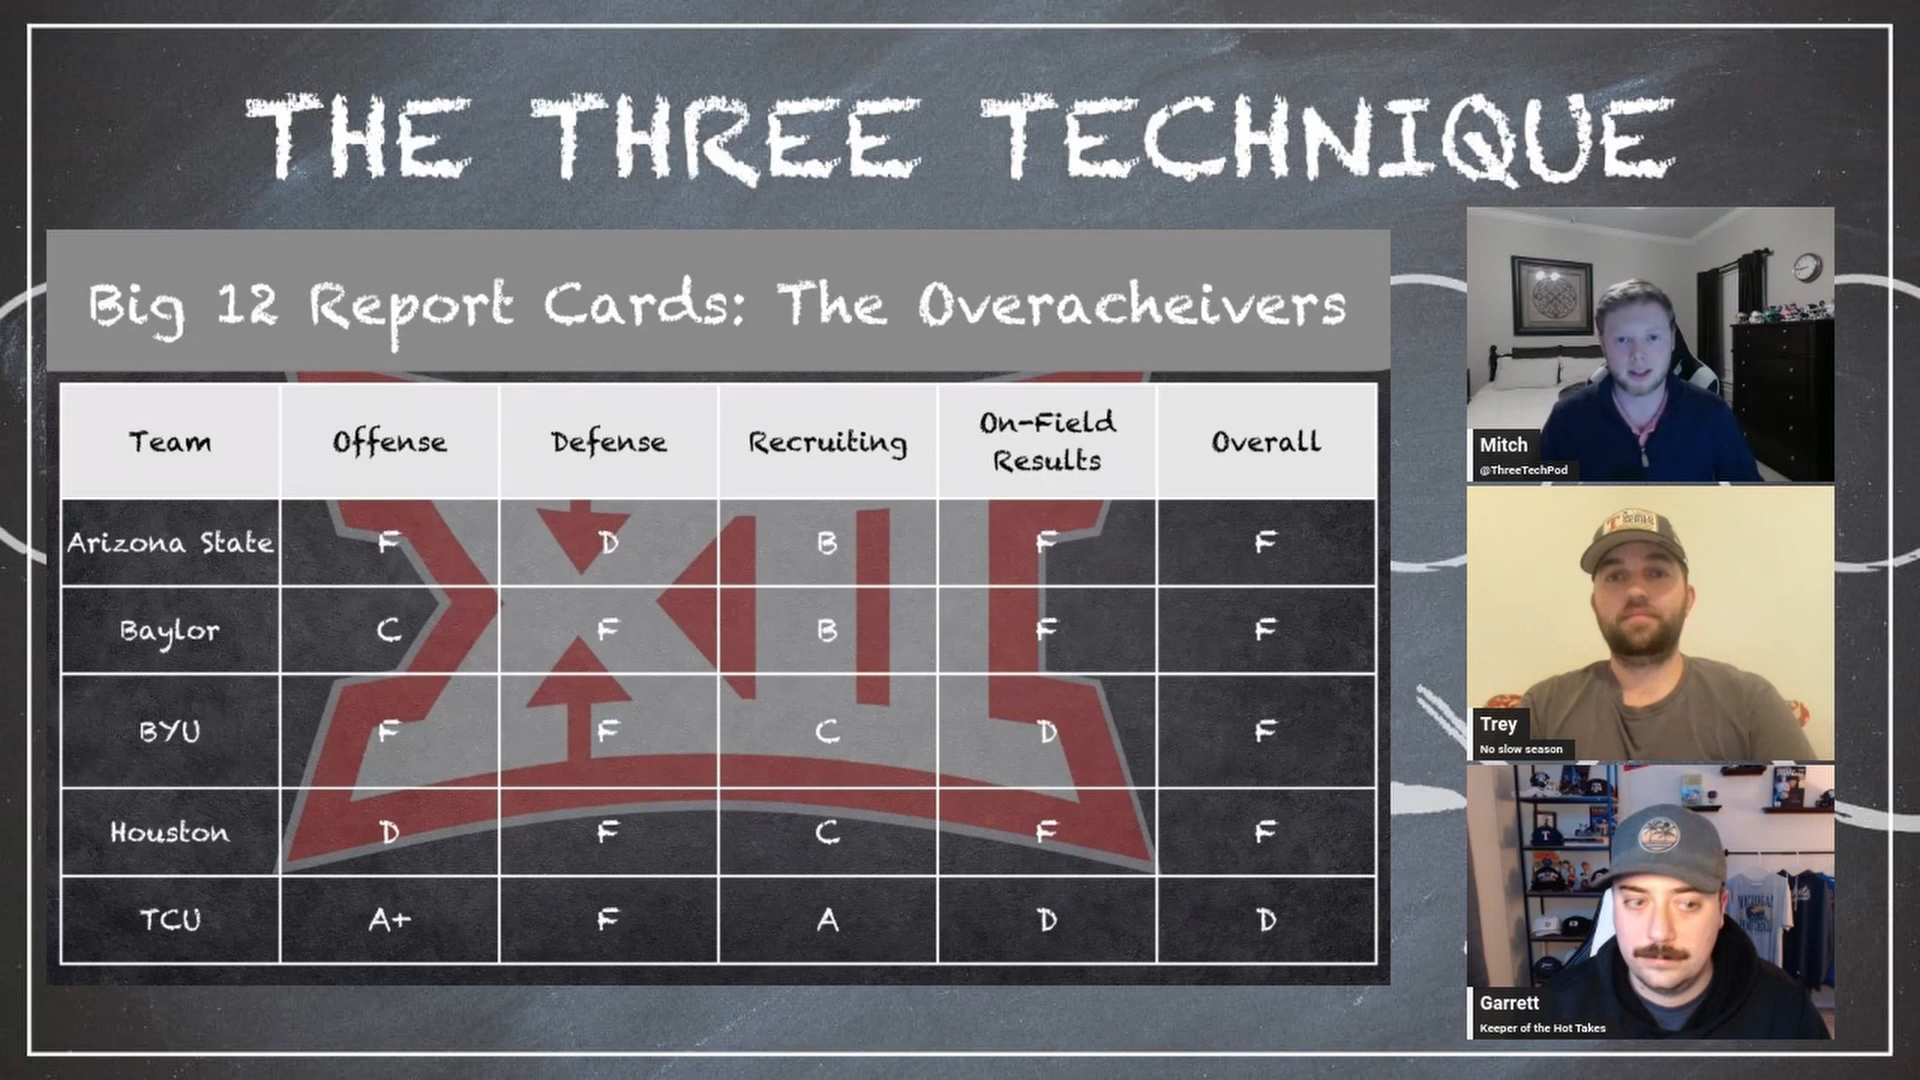 THE THREE TECHNIQUE
Big 12 Report Cards: The Overacheivers
Team Offense Defense Recruiting On-Field Results Overall
Arizona State F D B F F
Baylor C F B F F
BYU F F C D F
Houston D F C F F
TCU A+ F A D D
Mitch
@ThreeTechPod
Trey
No slow season
Garrett
Keeper of the Hot Takes